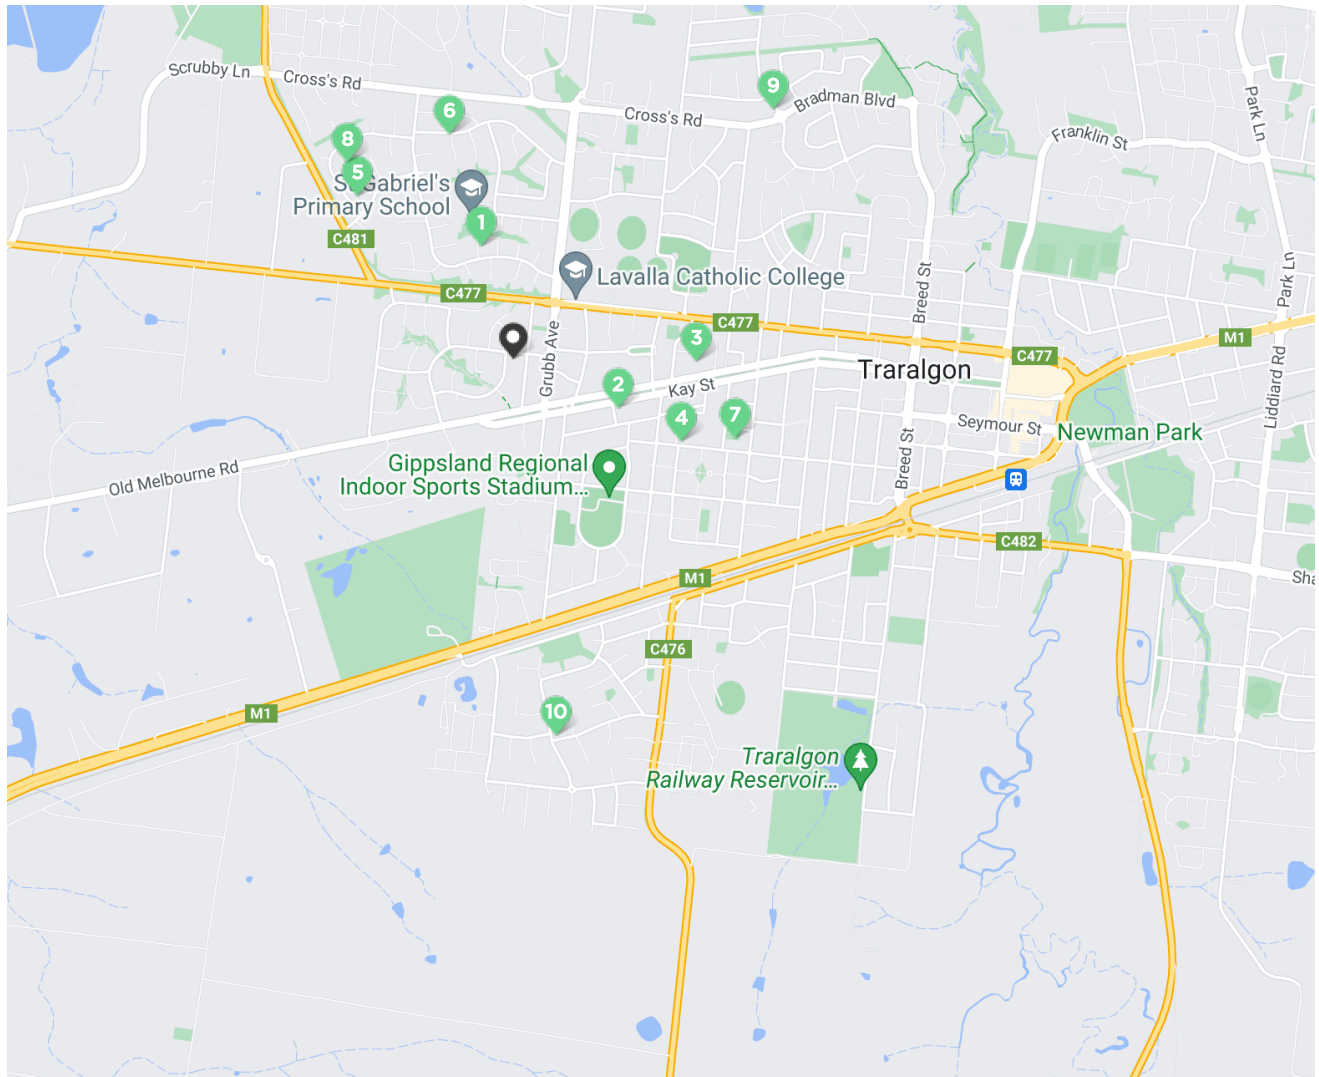 Scrubby Ln
Cross's Rd
9
Bradman Blvd
6
Cross's Rd
Park Ln
Franklin St
8
5
St Gabriel's
Primary School
1
C481
Lavalla Catholic College
Breed St
Park Ln
C477
C477
M1
3
Grubb Ave
C477
Traralgon
2
Kay St
Liddiard Rd
4
7
Seymour St
Newman Park
Old Melbourne Rd
Gippsland Regional
Indoor Sports Stadium...
Breed St
C482
M1
Sha
C476
M1
10
Traralgon
Railway Reservoir...